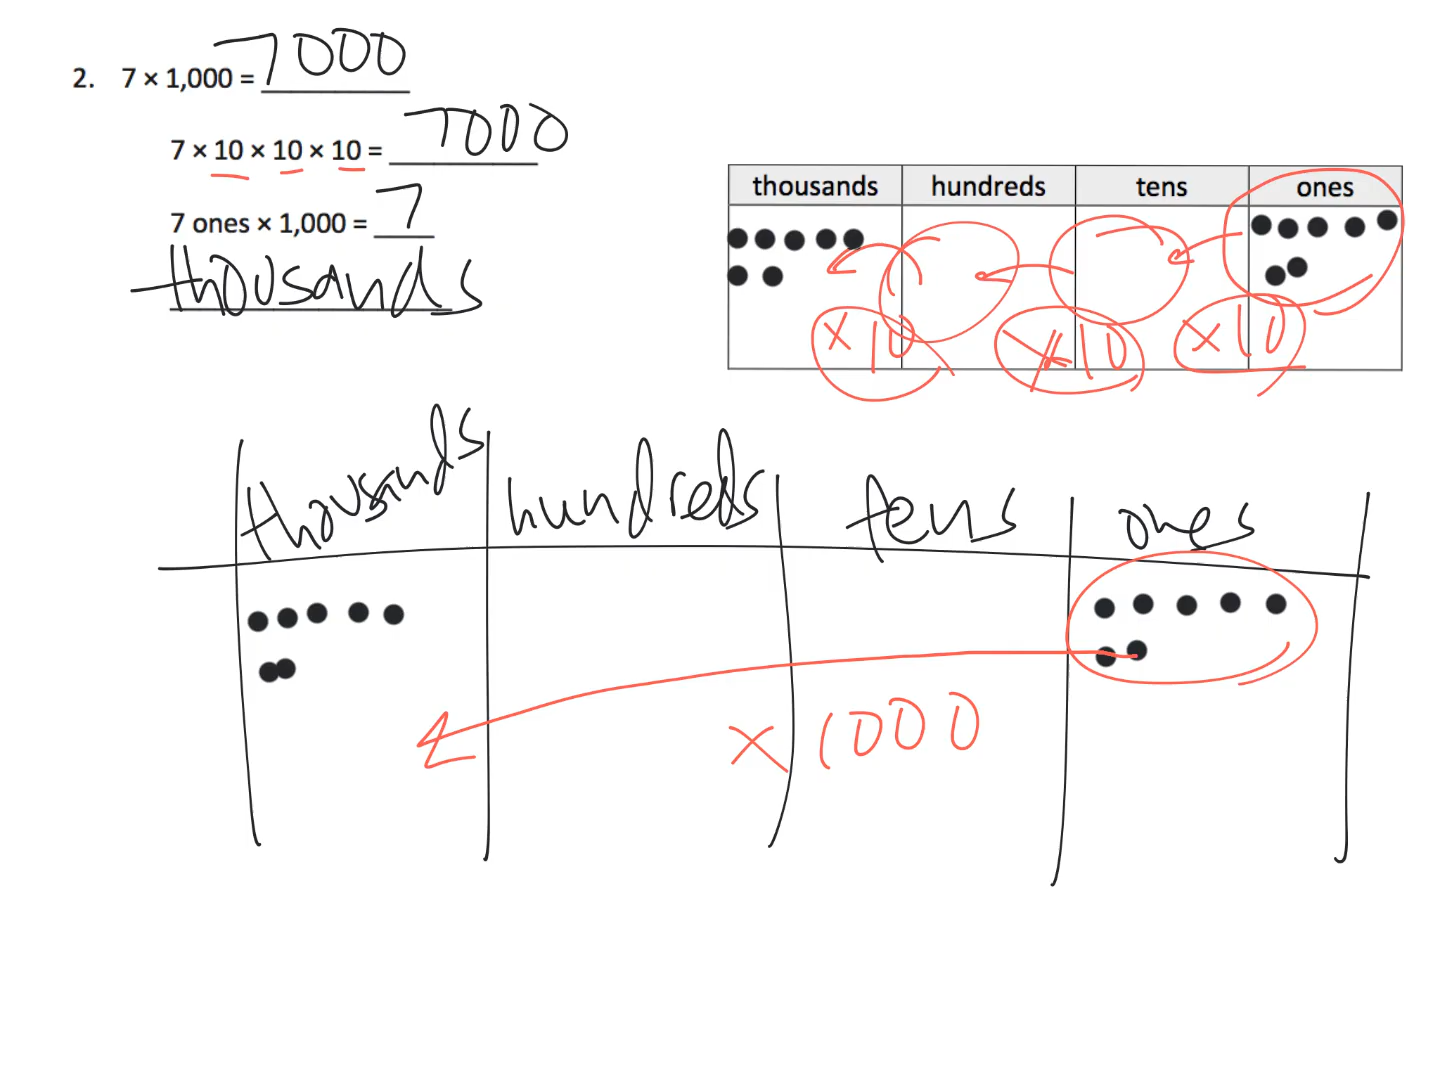 2. 7 × 1,000 = 7000
7 × 10 × 10 × 10 = 7000
7 ones × 1,000 = 7
thousands
thousands hundreds tens ones
×10 ×10 ×10
thousands hundreds tens ones
×1000